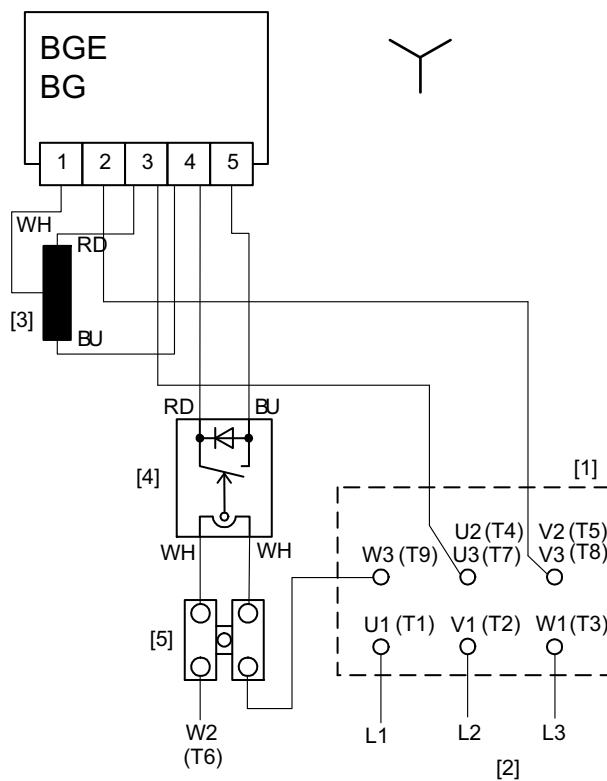 BGE
BG
1 2 3 4 5
WH
RD
[3]
BU
RD BU
[4]
[1]
WH WH
U2 (T4) V2 (T5)
W3 (T9) U3 (T7) V3 (T8)
U1 (T1) V1 (T2) W1 (T3)
[5]
W2
(T6)
L1 L2 L3
[2]